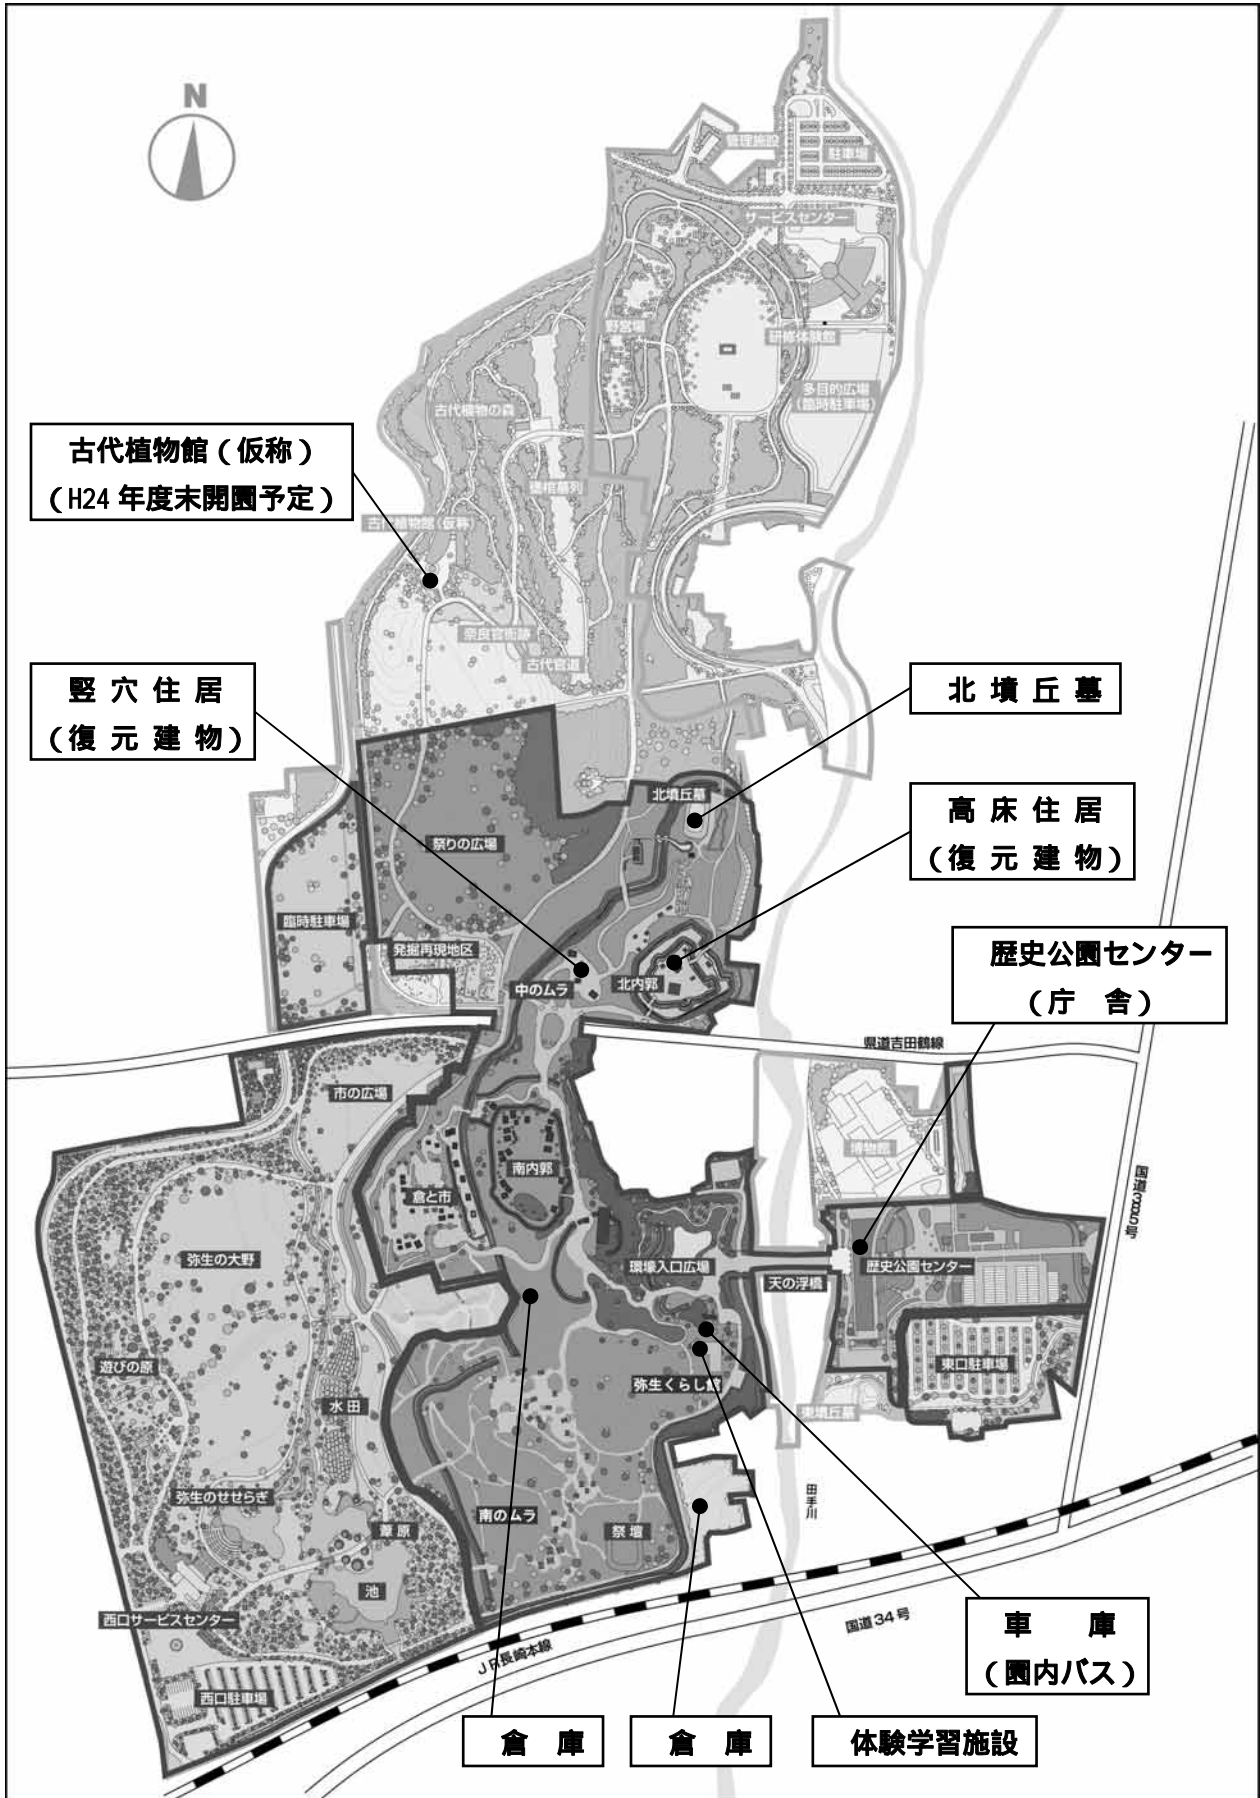 N
管理施設
駐車場
サービスセンター
野営場
研修体験館
多目的広場
(臨時駐車場)
古代植物の森
甕棺墓列
古代植物館（仮称）
（H24年度末開園予定）
古代植物館(仮称)
奈良官衙跡
古代官道
竪穴住居
（復元建物）
北墳丘墓
北墳丘墓
高床住居
（復元建物）
祭りの広場
臨時駐車場
発掘再現地区
中のムラ
北内郭
歴史公園センター
（庁　舎）
県道吉田鶴線
市の広場
博物館
南内郭
倉と市
国道385号
弥生の大野
環壕入口広場
天の浮橋
歴史公園センター
遊びの原
水田
弥生くらし館
東口駐車場
東墳丘墓
弥生のせせらぎ
葦原
南のムラ
祭壇
田手川
池
西口サービスセンター
西口駐車場
JR長崎本線
国道34号
車　庫
（園内バス）
倉　庫
倉　庫
体験学習施設